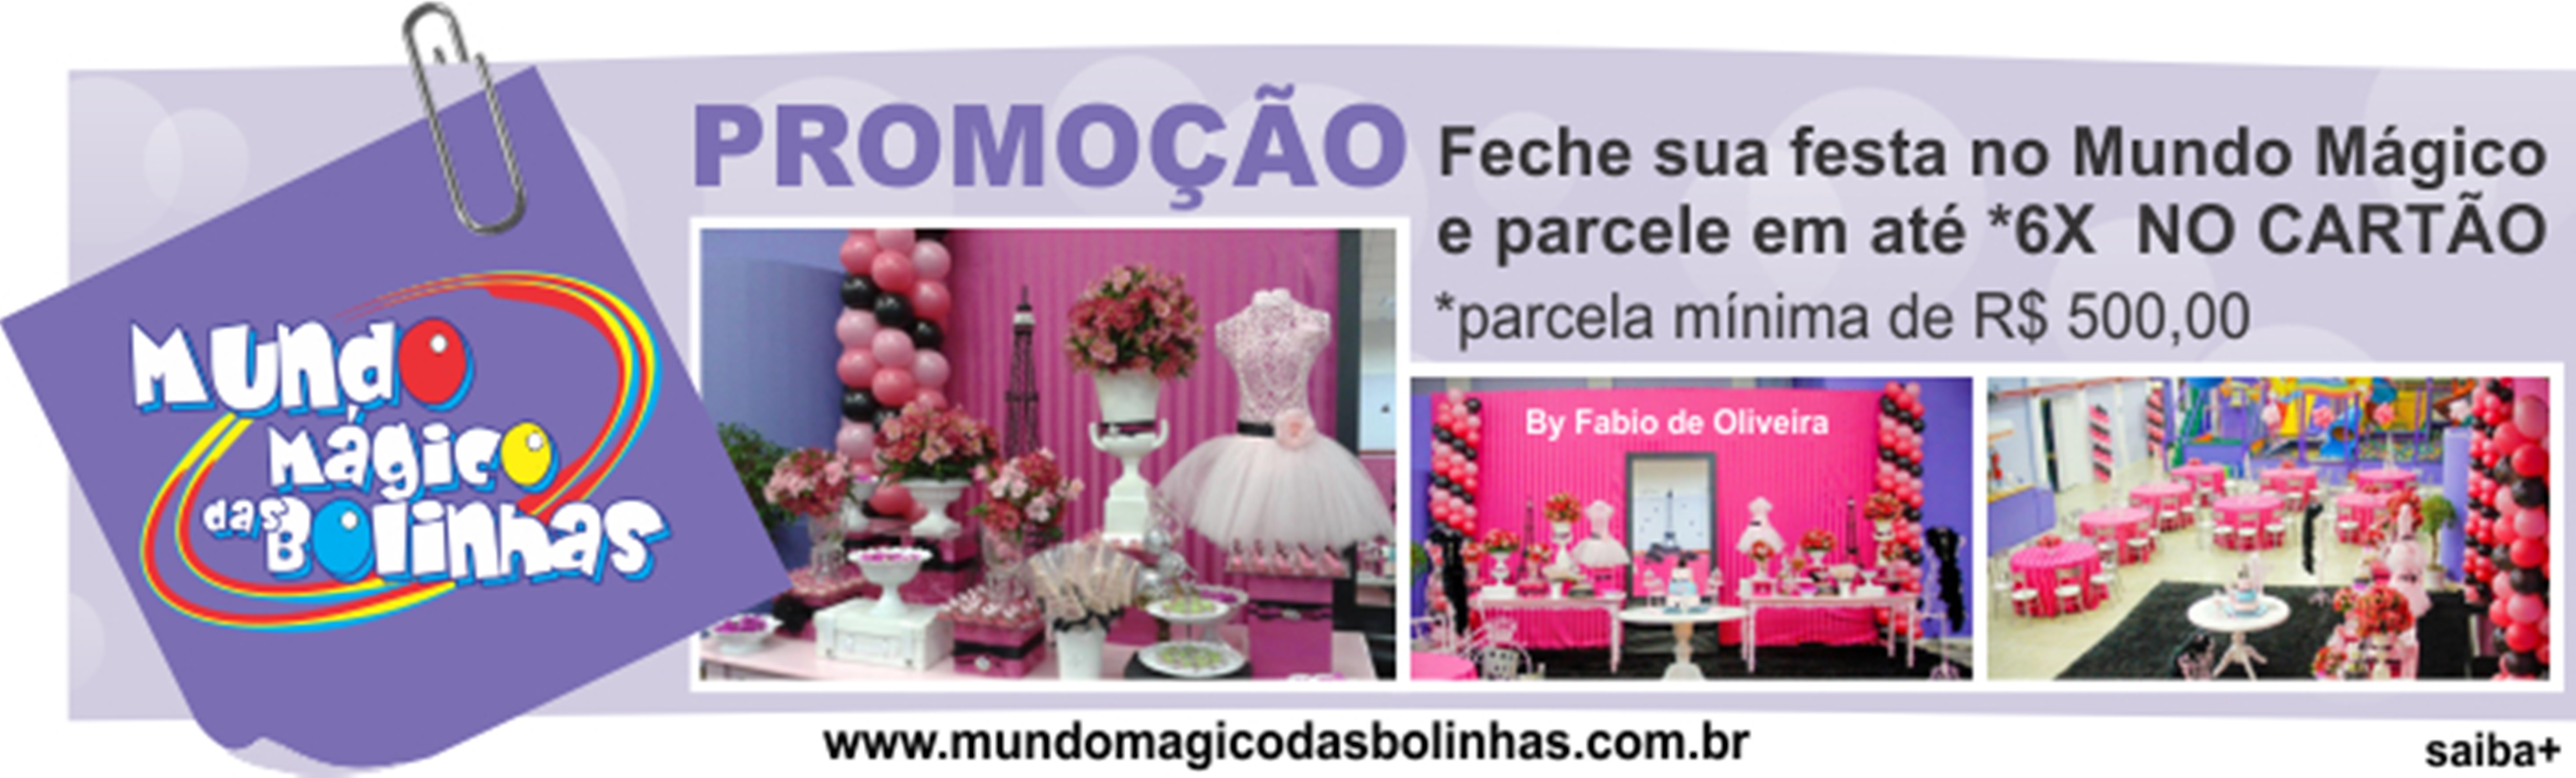 Mundo
Mágico
das Bolinhas
PROMOÇÃO
Feche sua festa no Mundo Mágico
e parcele em até *6X NO CARTÃO
*parcela mínima de R$ 500,00
By Fabio de Oliveira
www.mundomagicodasbolinhas.com.br
saiba+